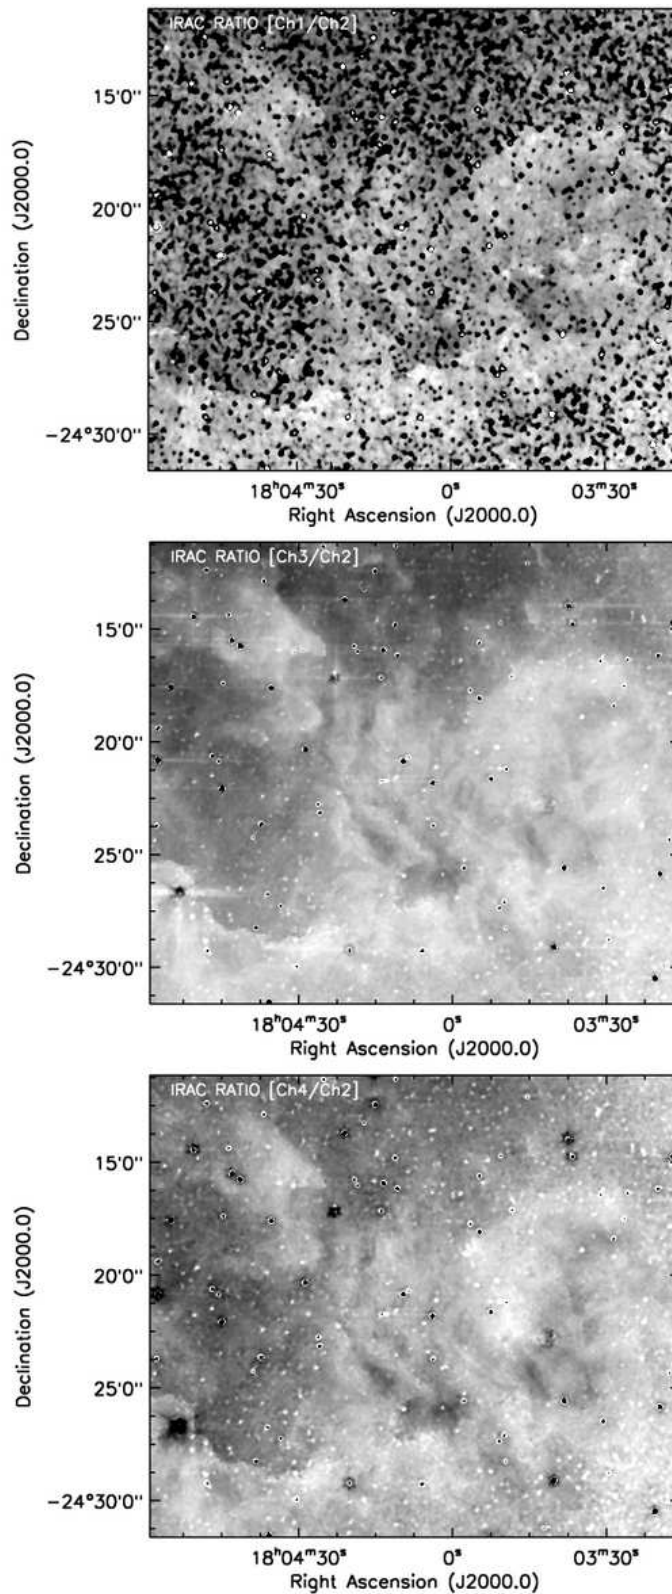 IRAC RATIO [Ch1/Ch2]
15'0''
20'0''
25'0''
−24°30'0''
Declination (J2000.0)
18h04m30s
0s
03m30s
Right Ascension (J2000.0)
IRAC RATIO [Ch3/Ch2]
15'0''
20'0''
25'0''
−24°30'0''
Declination (J2000.0)
18h04m30s
0s
03m30s
Right Ascension (J2000.0)
IRAC RATIO [Ch4/Ch2]
15'0''
20'0''
25'0''
−24°30'0''
Declination (J2000.0)
18h04m30s
0s
03m30s
Right Ascension (J2000.0)